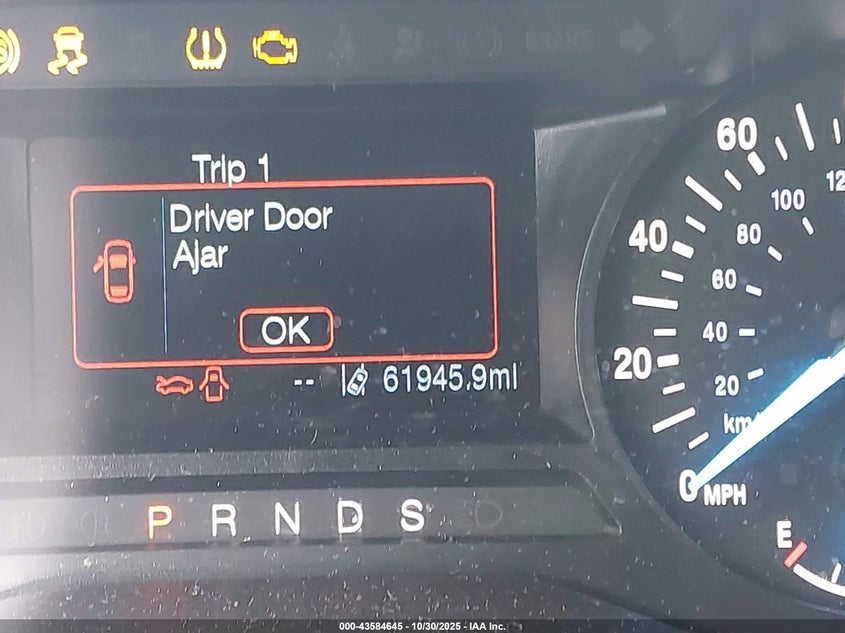 BRAKE
Trip 1
Driver Door
Ajar
OK
-- 61945.9mi
P R N D S
60
40
20
0 MPH
100
80
60
40
20
E
000-43584645 - 10/30/2025 - IAA Inc.